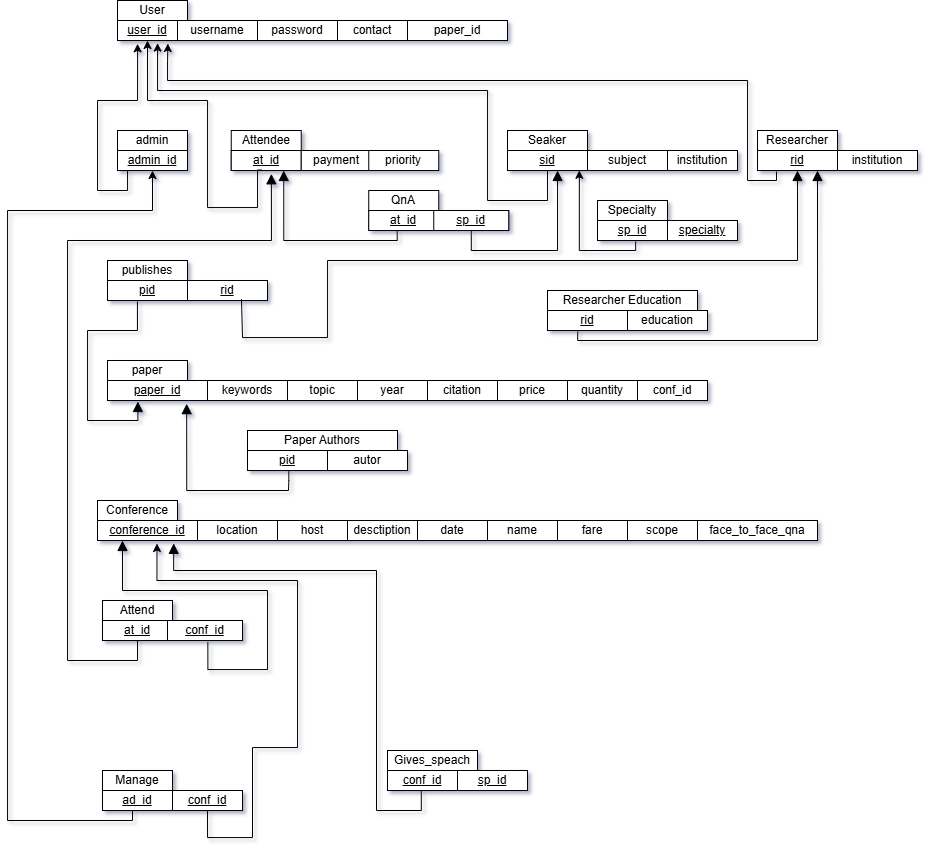 User
user_id username password contact paper_id
admin
admin_id
Attendee
at_id payment priority
Seaker
sid subject institution
Researcher
rid institution
QnA
at_id sp_id
Specialty
sp_id specialty
publishes
pid rid
Researcher Education
rid education
paper
paper_id keywords topic year citation price quantity conf_id
Paper Authors
pid autor
Conference
conference_id location host desctiption date name fare scope face_to_face_qna
Attend
at_id conf_id
Gives_speach
conf_id sp_id
Manage
ad_id conf_id